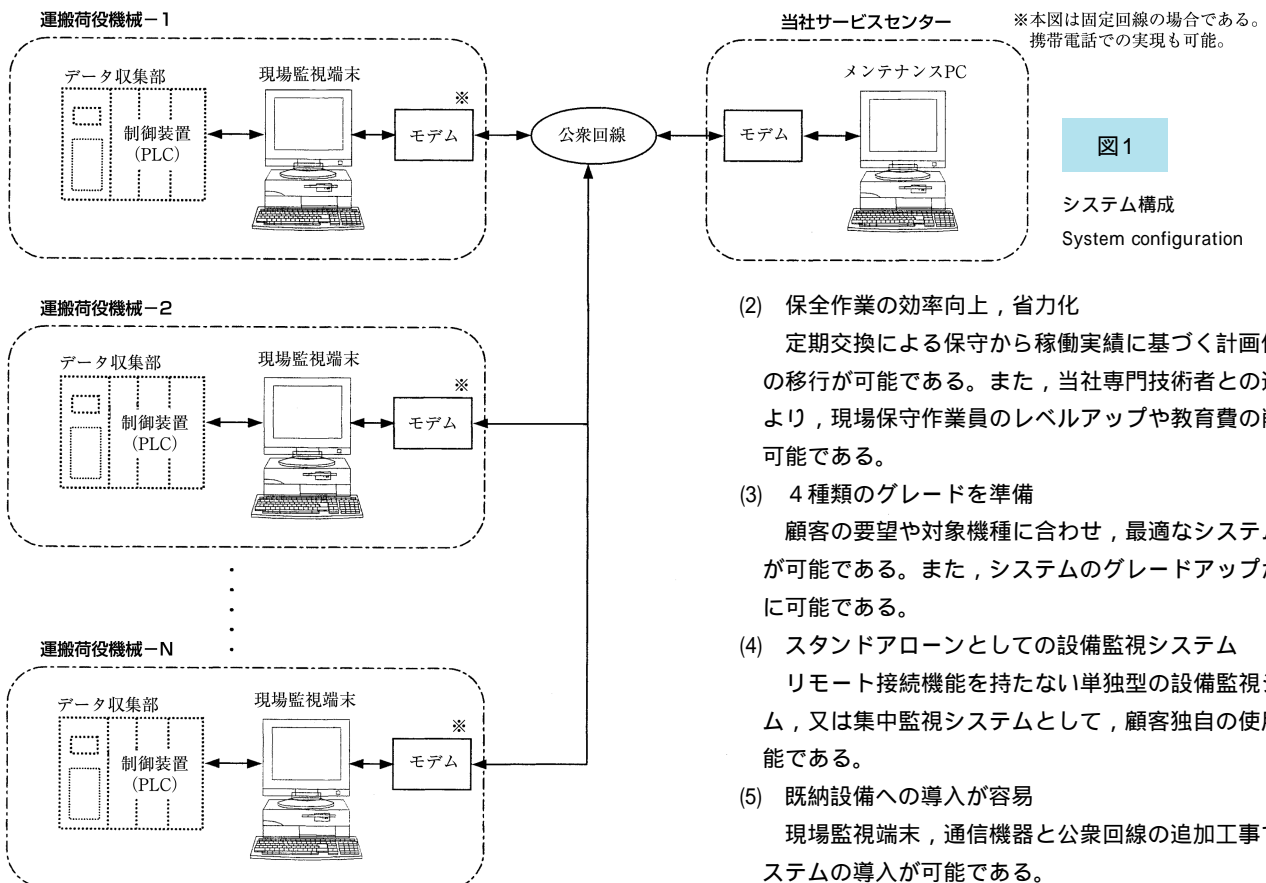 運搬荷役機械－1
データ収集部
現場監視端末
制御装置
(PLC)
※
モデム
公衆回線
当社サービスセンター
モデム
メンテナンスPC
※本図は固定回線の場合である。
携帯電話での実現も可能。
図1
システム構成
System configuration
運搬荷役機械－2
データ収集部
現場監視端末
制御装置
(PLC)
※
モデム
運搬荷役機械－N
データ収集部
現場監視端末
制御装置
(PLC)
※
モデム
(2) 保全作業の効率向上，省力化
定期交換による保守から稼働実績に基づく計画
の移行が可能である。また，当社専門技術者との
より，現場保守作業員のレベルアップや教育費の
可能である。
(3) ４種類のグレードを準備
顧客の要望や対象機種に合わせ，最適なシステ
が可能である。また，システムのグレードアップ
に可能である。
(4) スタンドアローンとしての設備監視システム
リモート接続機能を持たない単独型の設備監視
ム，又は集中監視システムとして，顧客独自の使
能である。
(5) 既納設備への導入が容易
現場監視端末，通信機器と公衆回線の追加工事
ステムの導入が可能である。